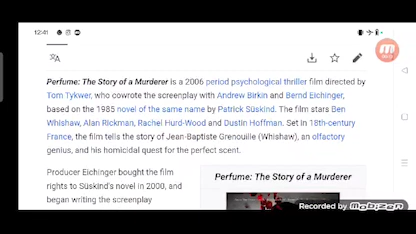 12:41
Perfume: The Story of a Murderer is a 2006 period psychological thriller film directed by
Tom Tykwer, who cowrote the screenplay with Andrew Birkin and Bernd Eichinger,
based on the 1985 novel of the same name by Patrick Süskind. The film stars Ben
Whishaw, Alan Rickman, Rachel Hurd-Wood and Dustin Hoffman. Set in 18th-century
France, the film tells the story of Jean-Baptiste Grenouille (Whishaw), an olfactory
genius, and his homicidal quest for the perfect scent.
Producer Eichinger bought the film
rights to Süskind's novel in 2000, and
began writing the screenplay
Perfume: The Story of a Murderer
Recorded by Mobizen